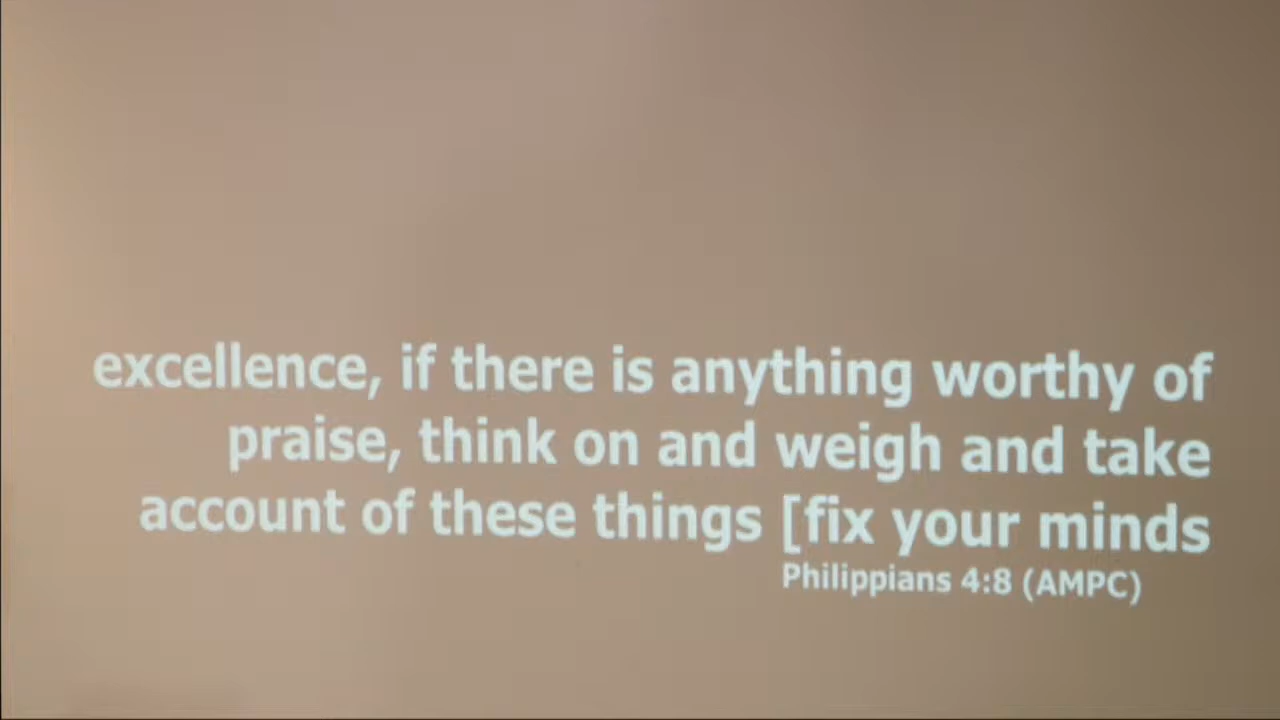 excellence, if there is anything worthy of
praise, think on and weigh and take
account of these things [fix your minds
Philippians 4:8 (AMPC)